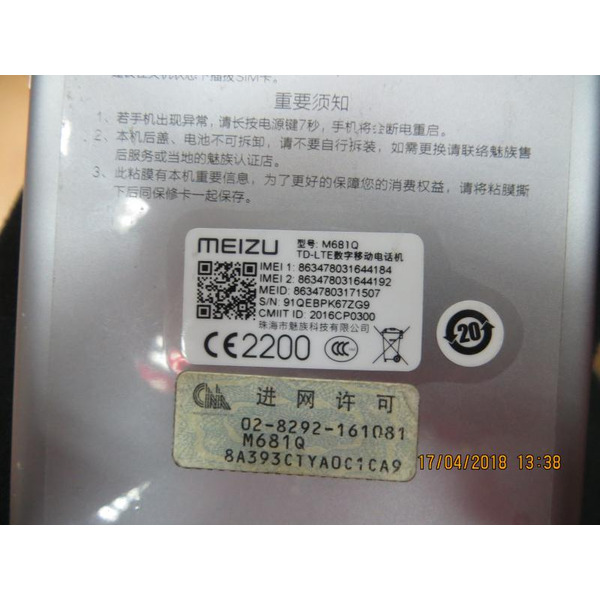 重要须知
1、若手机出现异常，请长按电源键7秒，手机将会断电重启。
2、本机后盖、电池不可拆卸，请不要自行拆装，如需更换请联络魅族售
后服务或当地的魅族认证店。
3、此粘膜有本机重要信息，为了更好的保障您的消费权益，请将粘膜撕
下后同保修卡一起保存。
MEIZU
型号: M681Q
TD-LTE数字移动电话机
IMEI 1: 863478031644184
IMEI 2: 863478031644192
MEID: 86347803171507
S/N: 91QEBPK67ZG9
CMIIT ID: 2016CP0300
珠海市魅族科技有限公司
CE2200
CCC
20
进网许可
02-8292-161081
M681Q
8A393CTYAOC1CA9
17/04/2018 13:38